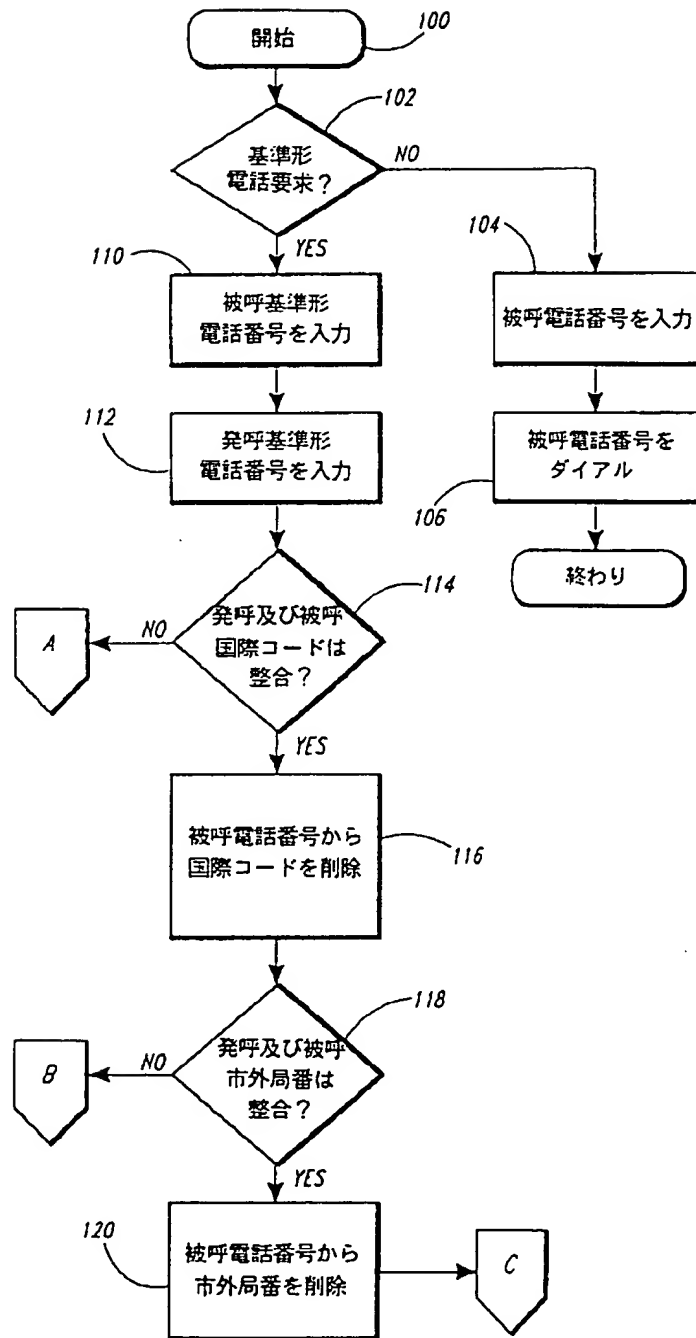 開始
100
102
基準形
電話要求?
NO
YES
110
被呼基準形
電話番号を入力
104
被呼電話番号を入力
112
発呼基準形
電話番号を入力
被呼電話番号を
ダイアル
106
終わり
114
発呼及び被呼
国際コードは
整合?
NO
A
YES
被呼電話番号から
国際コードを削除
116
118
発呼及び被呼
市外局番は
整合?
NO
B
YES
120
被呼電話番号から
市外局番を削除
C